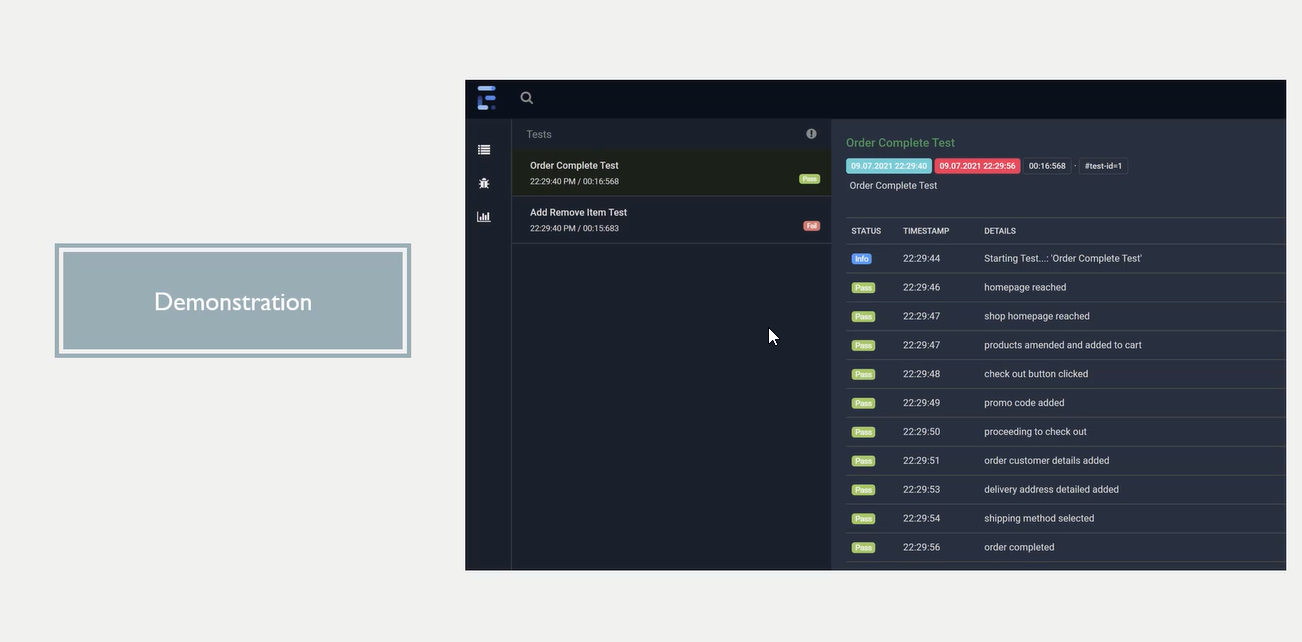 Demonstration
Tests
Order Complete Test
22:29:40 PM / 00:16:568
Pass
Add Remove Item Test
22:29:40 PM / 00:15:683
Fail
Order Complete Test
09.07.2021 22:29:40 09.07.2021 22:29:56 00:16:568 · #test-id=1
Order Complete Test
STATUS TIMESTAMP DETAILS
Info 22:29:44 Starting Test...: 'Order Complete Test'
Pass 22:29:46 homepage reached
Pass 22:29:47 shop homepage reached
Pass 22:29:47 products amended and added to cart
Pass 22:29:48 check out button clicked
Pass 22:29:49 promo code added
Pass 22:29:50 proceeding to check out
Pass 22:29:51 order customer details added
Pass 22:29:53 delivery address detailed added
Pass 22:29:54 shipping method selected
Pass 22:29:56 order completed